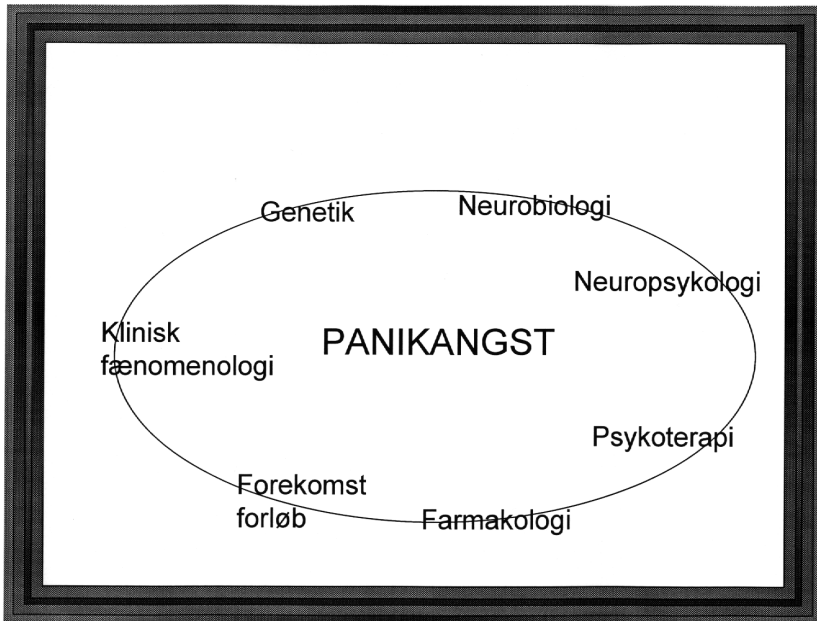 Genetik
Neurobiologi
Neuropsykologi
Klinisk
fænomenologi
PANIKANGST
Psykoterapi
Forekomst
forløb
Farmakologi